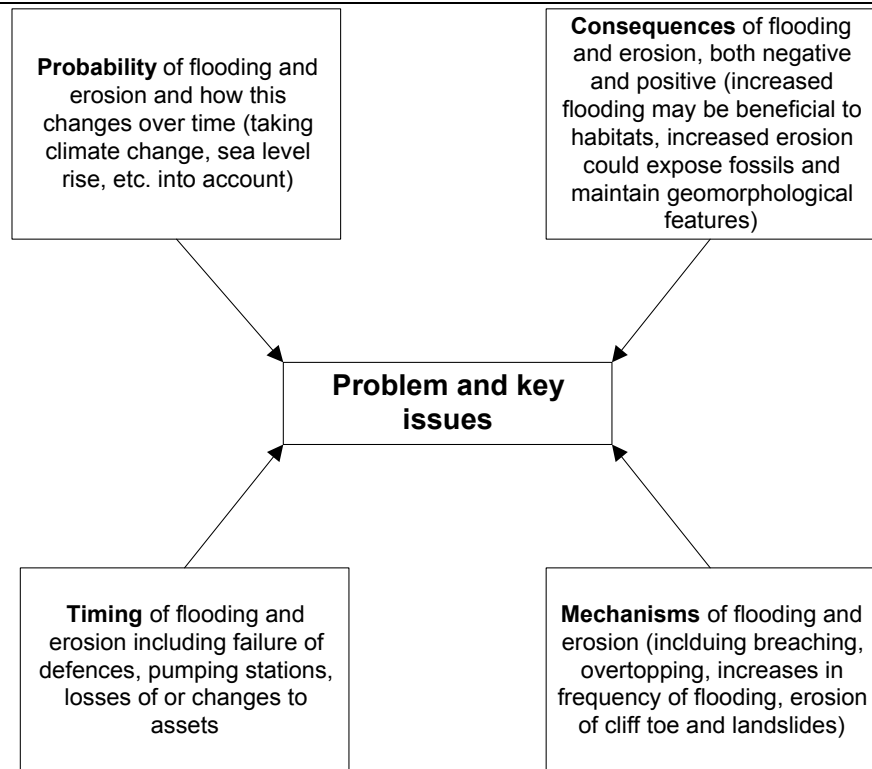 Probability of flooding and
erosion and how this
changes over time (taking
climate change, sea level
rise, etc. into account)
Consequences of flooding
and erosion, both negative
and positive (increased
flooding may be beneficial to
habitats, increased erosion
could expose fossils and
maintain geomorphological
features)
Problem and key
issues
Timing of flooding and
erosion including failure of
defences, pumping stations,
losses of or changes to
assets
Mechanisms of flooding and
erosion (inclduing breaching,
overtopping, increases in
frequency of flooding, erosion
of cliff toe and landslides)